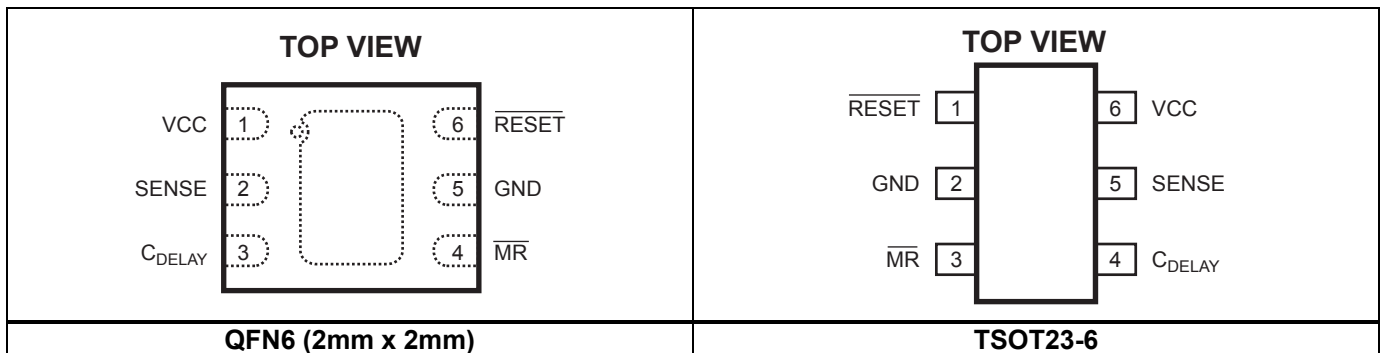 TOP VIEW
VCC 1
6 RESET
SENSE 2
5 GND
CDELAY 3
4 MR
QFN6 (2mm x 2mm)
TOP VIEW
RESET 1
6 VCC
GND 2
5 SENSE
MR 3
4 CDELAY
TSOT23-6